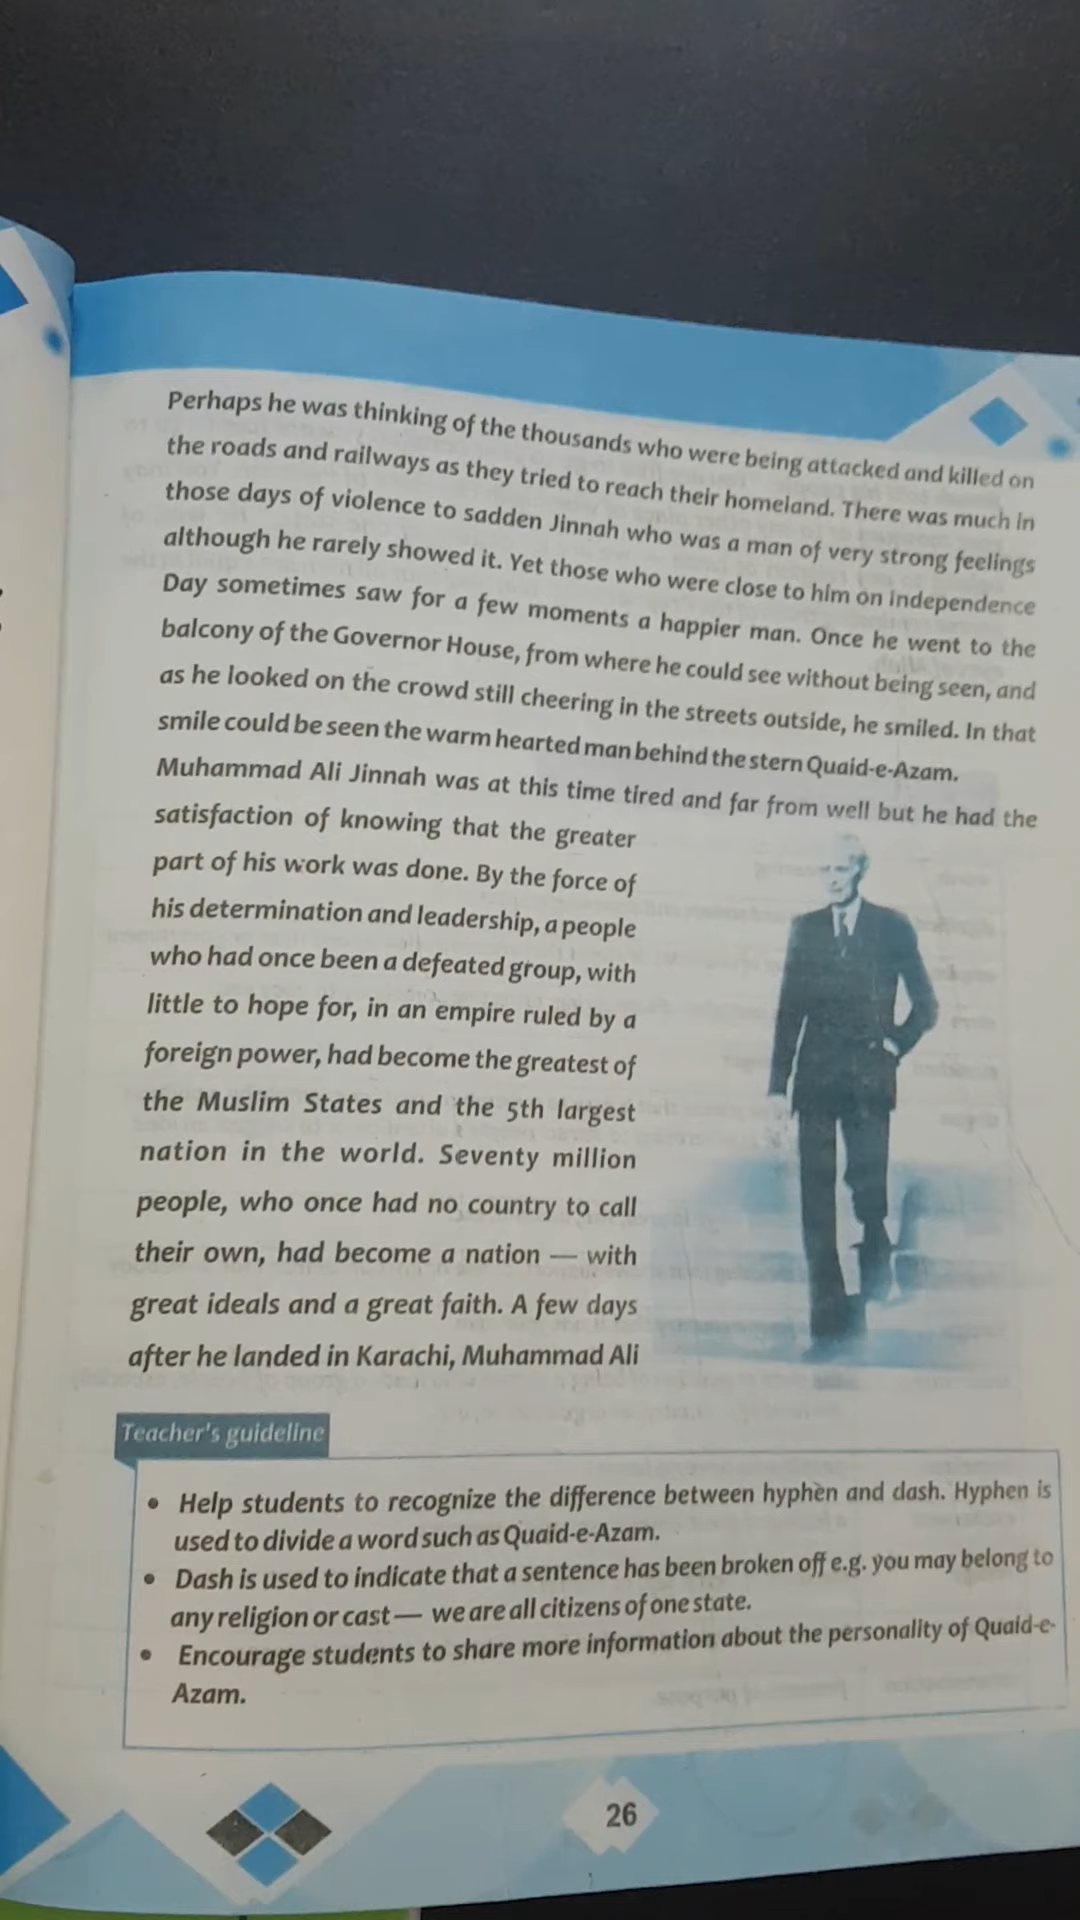 Perhaps he was thinking of the thousands who were being attacked and killed on
the roads and railways as they tried to reach their homeland. There was much in
those days of violence to sadden Jinnah who was a man of very strong feelings
although he rarely showed it. Yet those who were close to him on independence
Day sometimes saw for a few moments a happier man. Once he went to the
balcony of the Governor House, from where he could see without being seen, and
as he looked on the crowd still cheering in the streets outside, he smiled. In that
smile could be seen the warm hearted man behind the stern Quaid-e-Azam.
Muhammad Ali Jinnah was at this time tired and far from well but he had the
satisfaction of knowing that the greater
part of his work was done. By the force of
his determination and leadership, a people
who had once been a defeated group, with
little to hope for, in an empire ruled by a
foreign power, had become the greatest of
the Muslim States and the 5th largest
nation in the world. Seventy million
people, who once had no country to call
their own, had become a nation — with
great ideals and a great faith. A few days
after he landed in Karachi, Muhammad Ali
Teacher's guideline
• Help students to recognize the difference between hyphen and dash. Hyphen is
used to divide a word such as Quaid-e-Azam.
• Dash is used to indicate that a sentence has been broken off e.g. you may belong to
any religion or cast — we are all citizens of one state.
• Encourage students to share more information about the personality of Quaid-e-
Azam.
26